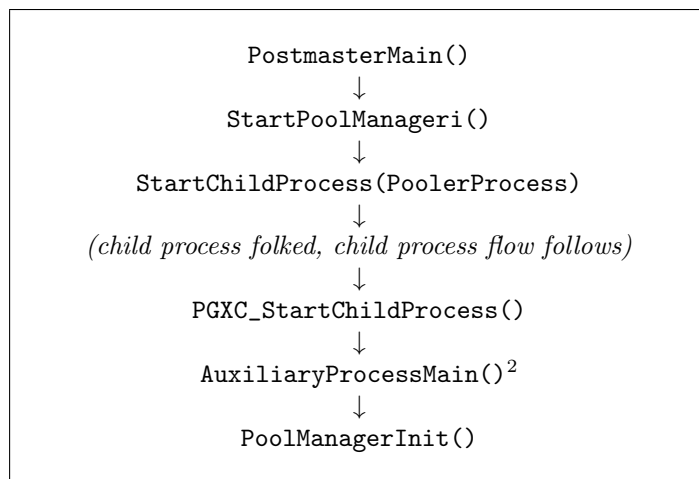 PostmasterMain()
↓
StartPoolManageri()
↓
StartChildProcess(PoolerProcess)
↓
(child process folked, child process flow follows)
↓
PGXC_StartChildProcess()
↓
AuxiliaryProcessMain()²
↓
PoolManagerInit()